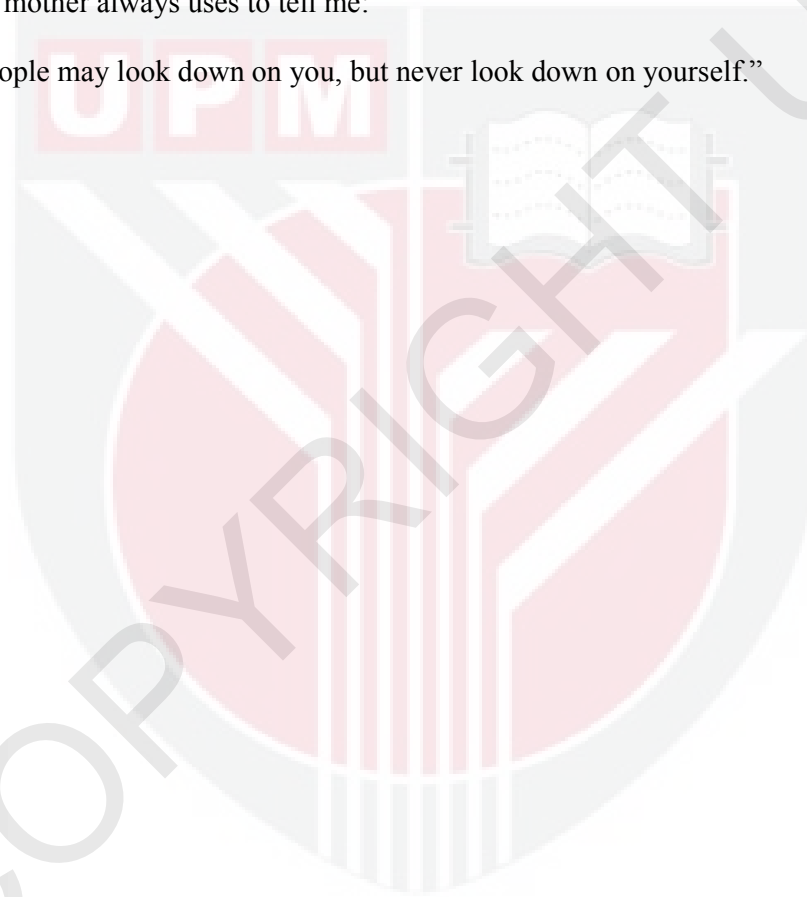 mother always uses to tell me:
ople may look down on you, but never look down on yourself.”
UPM
COPYRIGHT U